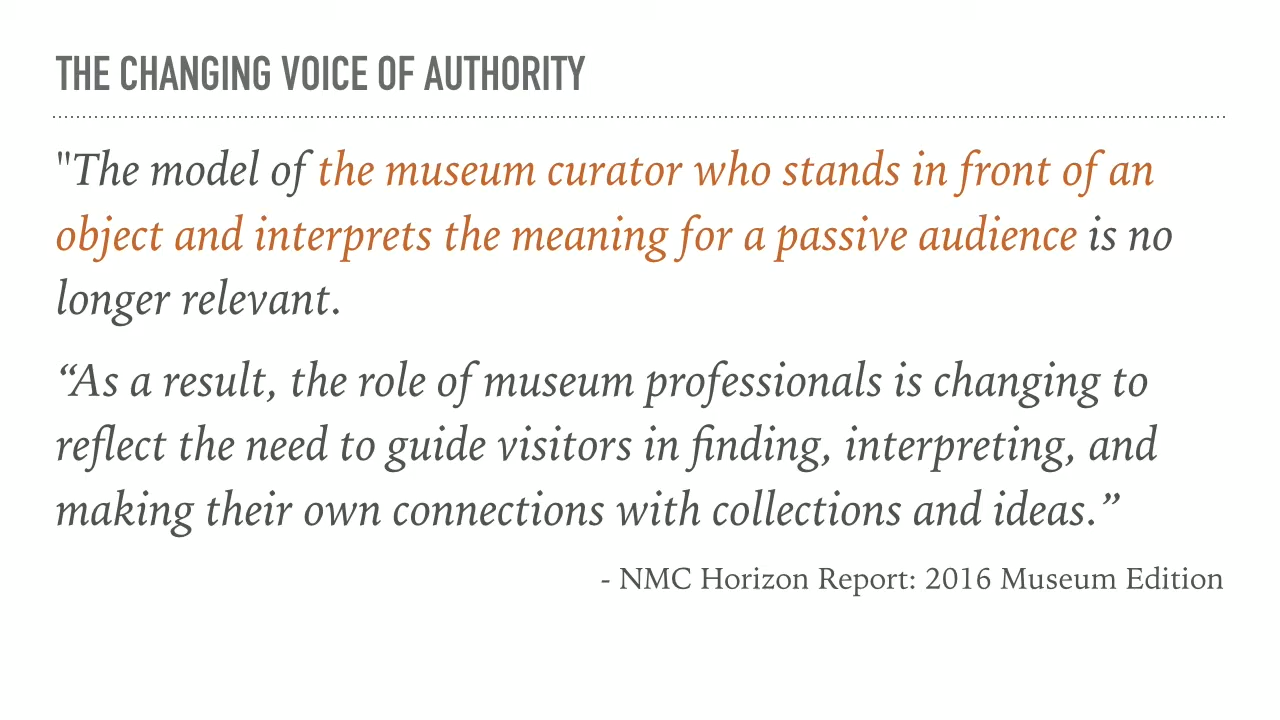 THE CHANGING VOICE OF AUTHORITY
"The model of the museum curator who stands in front of an
object and interprets the meaning for a passive audience is no
longer relevant.
“As a result, the role of museum professionals is changing to
reflect the need to guide visitors in finding, interpreting, and
making their own connections with collections and ideas.”
- NMC Horizon Report: 2016 Museum Edition